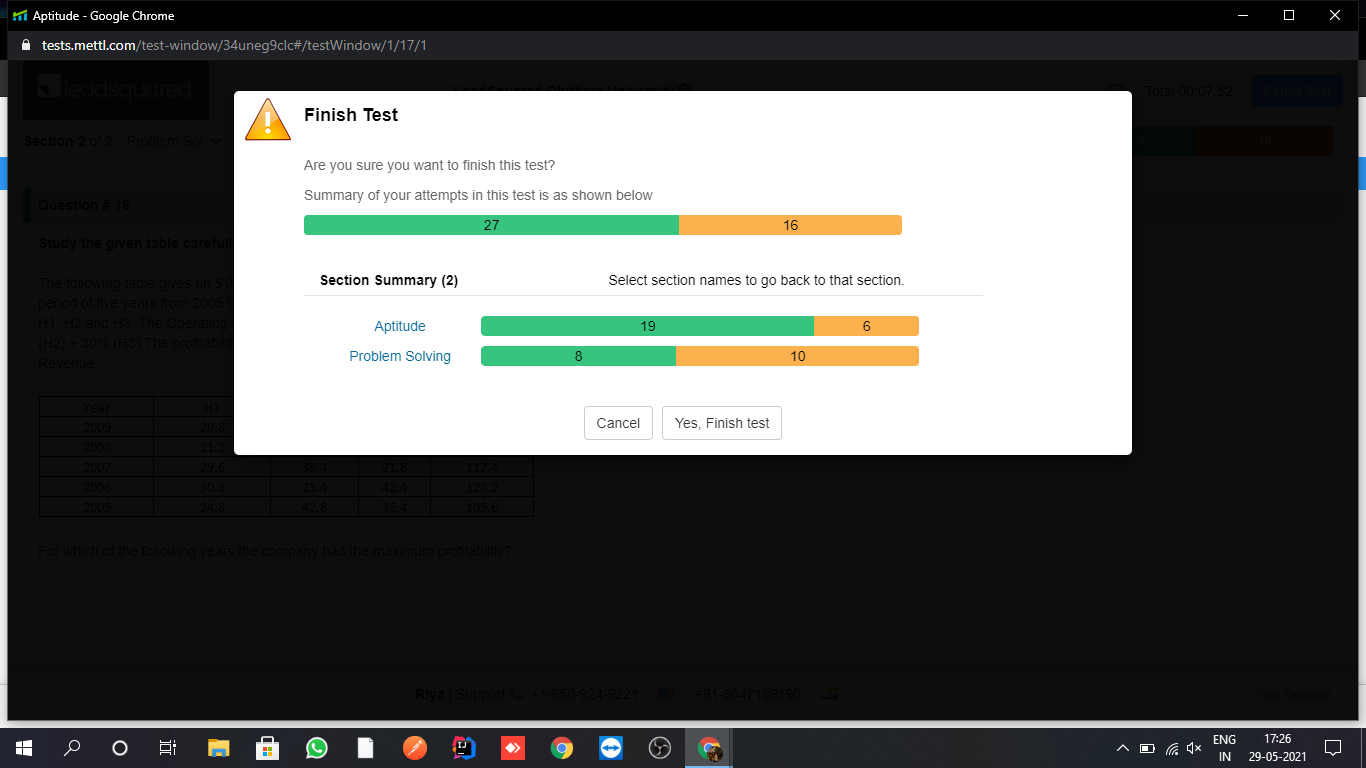 Aptitude - Google Chrome
tests.mettl.com/test-window/34uneg9clc#/testWindow/1/17/1
leadsquared
Total 00:07:52
Finish Test
Section 2 of 2 Problem Sol
8 10
Finish Test
Are you sure you want to finish this test?
Summary of your attempts in this test is as shown below
27 16
Section Summary (2) Select section names to go back to that section.
Aptitude 19 6
Problem Solving 8 10
Cancel Yes, Finish test
Question # 18
Study the given table carefull
The following table gives (in $'0
period of five years from 2005
H1, H2 and H3. The Operating
(H2) + 30% (H3).The profitabilit
Revenue.
Year H1
2009 20.8
2008 21.2
2007 29.6 38.4 21.6 112.4
2006 30.8 23.4 42.4 128.2
2005 24.8 42.8 36.4 105.6
For which of the following years the company had the maximum profitability?
Riya | Support +1-650-924-9221 +91-8047189190
Prev Question
ENG
IN
17:26
29-05-2021